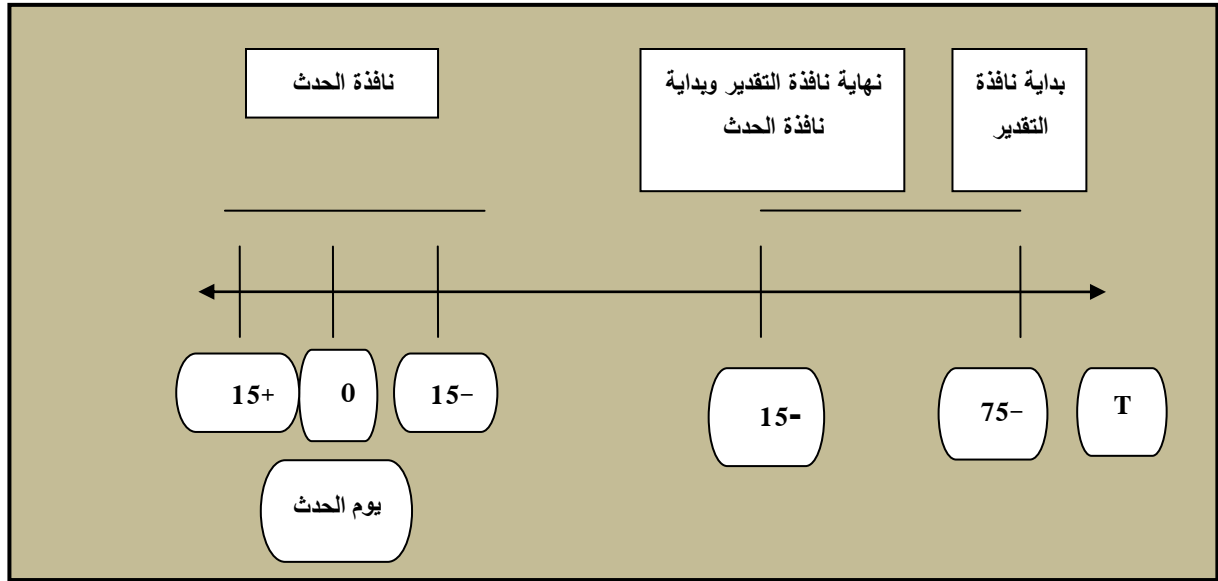 بداية نافذة
التقدير
نهاية نافذة التقدير وبداية
نافذة الحدث
نافذة الحدث
T
75-
15-
15-
0
15+
يوم الحدث